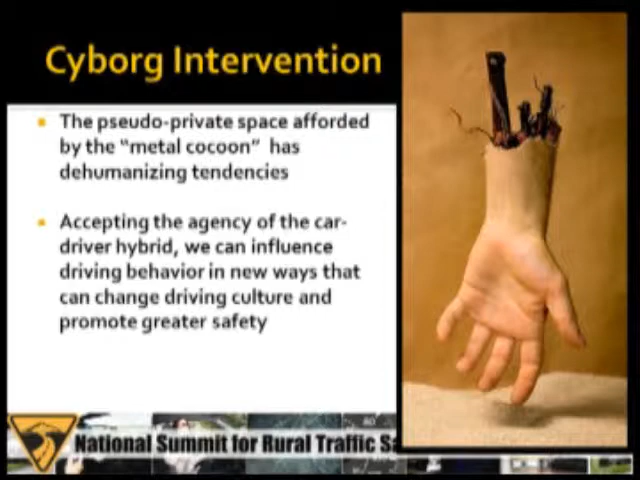 Cyborg Intervention
The pseudo-private space afforded
by the “metal cocoon” has
dehumanizing tendencies
Accepting the agency of the car-
driver hybrid, we can influence
driving behavior in new ways that
can change driving culture and
promote greater safety
National Summit for Rural Traffic